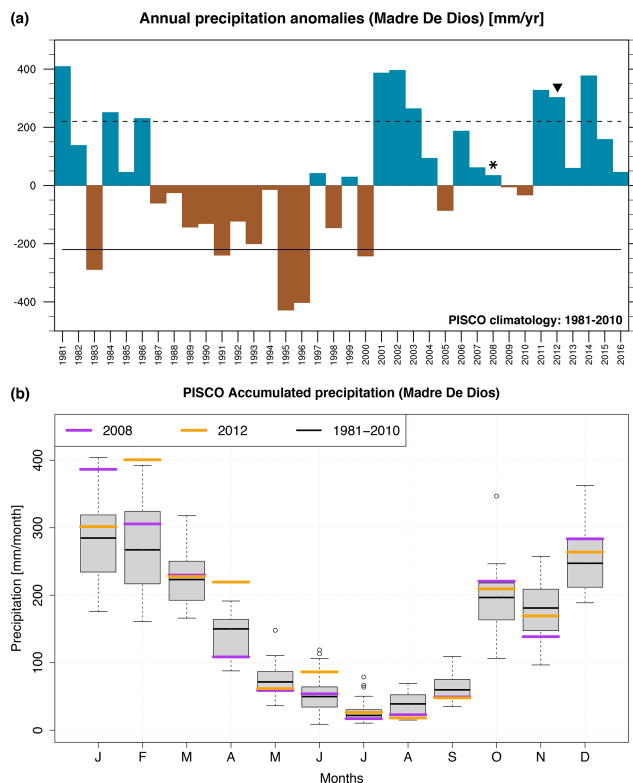 (a) Annual precipitation anomalies (Madre De Dios) [mm/yr]
400
200
0
-200
-400
*
PISCO climatology: 1981-2010
1981 1982 1983 1984 1985 1986 1987 1988 1989 1990 1991 1992 1993 1994 1995 1996 1997 1998 1999 2000 2001 2002 2003 2004 2005 2006 2007 2008 2009 2010 2011 2012 2013 2014 2015 2016
(b) PISCO Accumulated precipitation (Madre De Dios)
2008 2012 1981−2010
Precipitation [mm/month]
400
300
200
100
0
J F M A M J J A S O N D
Months